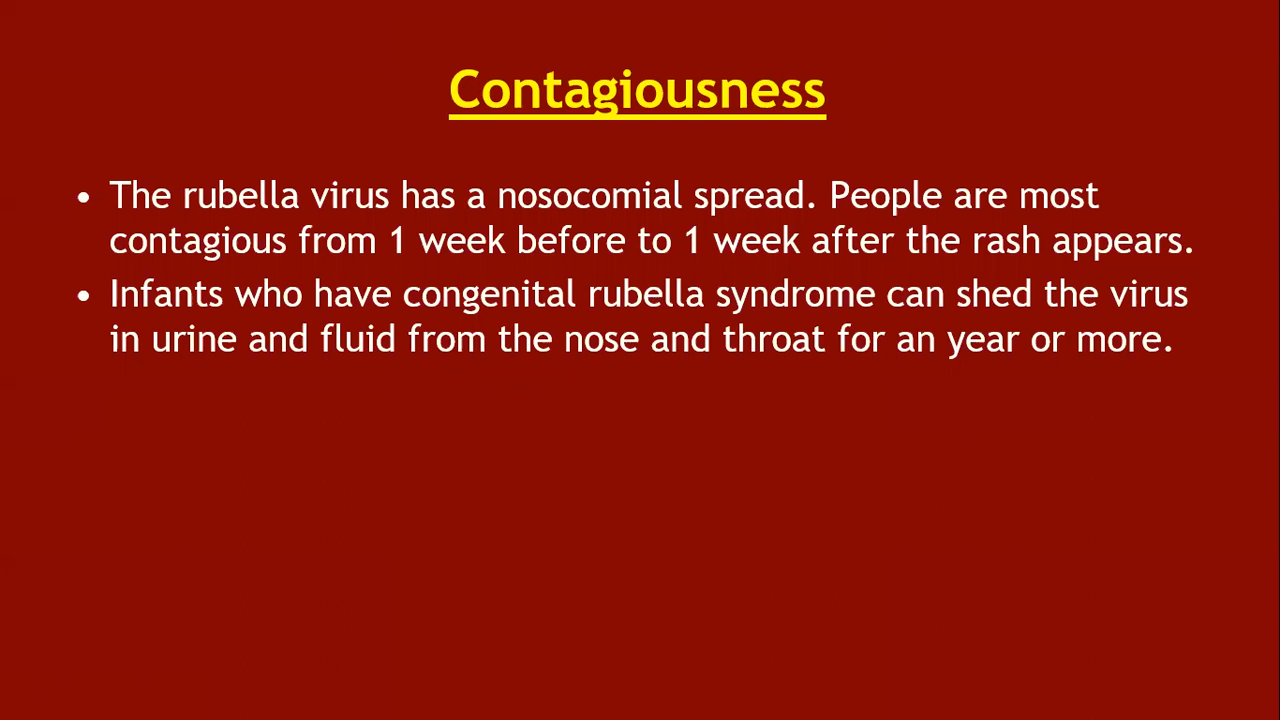 Contagiousness
• The rubella virus has a nosocomial spread. People are most
contagious from 1 week before to 1 week after the rash appears.
• Infants who have congenital rubella syndrome can shed the virus
in urine and fluid from the nose and throat for an year or more.